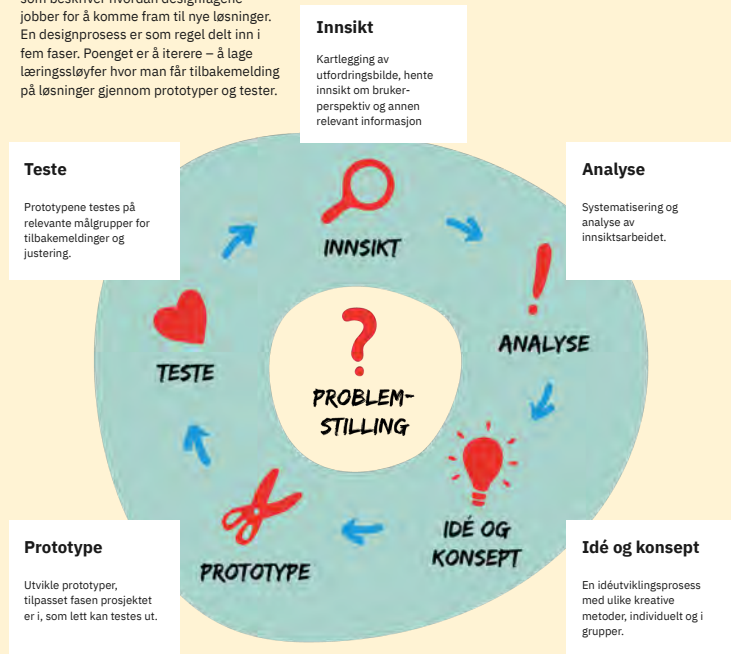 som beskriver hvordan designfagene
jobber for å komme fram til nye løsninger.
En designprosess er som regel delt inn i
fem faser. Poenget er å iterere – å lage
læringssløyfer hvor man får tilbakemelding
på løsninger gjennom prototyper og tester.
Innsikt
Kartlegging av
utfordringsbilde, hente
innsikt om bruker-
perspektiv og annen
relevant informasjon
Teste
Prototypene testes på
relevante målgrupper for
tilbakemeldinger og
justering.
Analyse
Systematisering og
analyse av
innsiktsarbeidet.
INNSIKT
ANALYSE
TESTE
?
PROBLEM-
STILLING
IDÉ OG
KONSEPT
PROTOTYPE
Prototype
Utvikle prototyper,
tilpasset fasen prosjektet
er i, som lett kan testes ut.
Idé og konsept
En idéutviklingsprosess
med ulike kreative
metoder, individuelt og i
grupper.